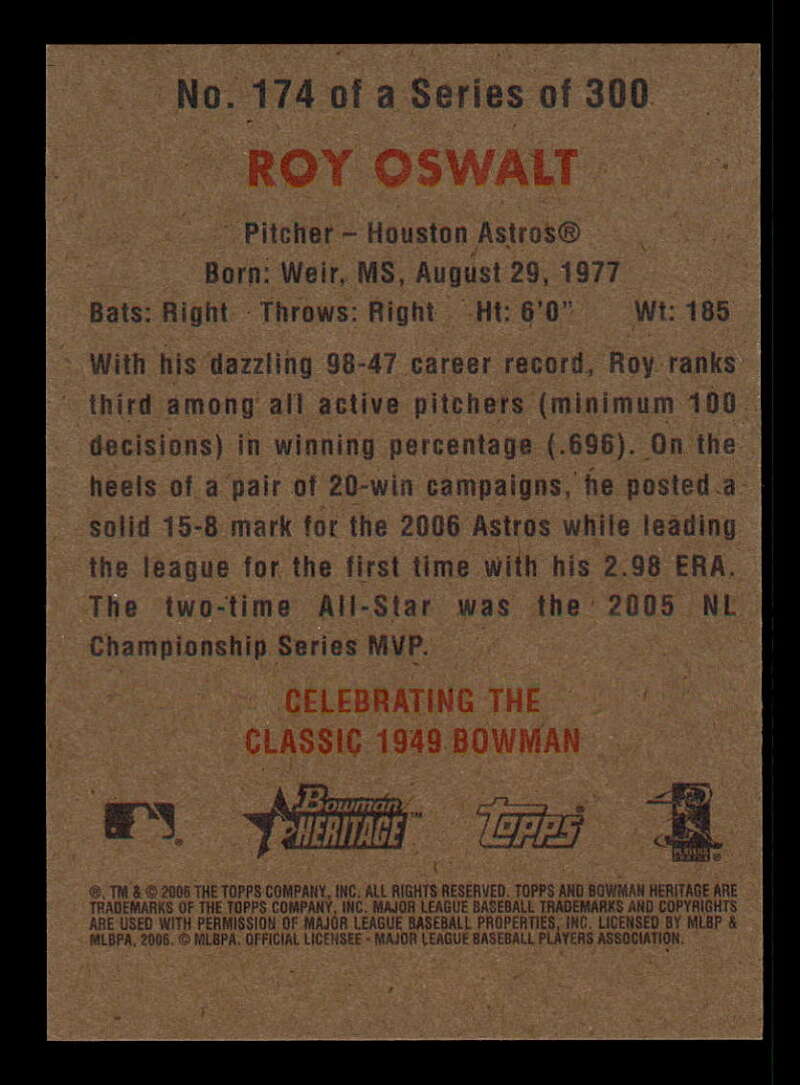 No. 174 of a Series of 300
ROY OSWALT
Pitcher – Houston Astros®
Born: Weir, MS, August 29, 1977
Bats: Right Throws: Right Ht: 6'0" Wt: 185
With his dazzling 98-47 career record, Roy ranks
third among all active pitchers (minimum 100
decisions) in winning percentage (.696). On the
heels of a pair of 20-win campaigns, he posted a
solid 15-8 mark for the 2006 Astros while leading
the league for the first time with his 2.98 ERA.
The two-time All-Star was the 2005 NL
Championship Series MVP.
CELEBRATING THE
CLASSIC 1949 BOWMAN
Bowman HERITAGE™ Topps®
®, TM & © 2006 THE TOPPS COMPANY, INC. ALL RIGHTS RESERVED. TOPPS AND BOWMAN HERITAGE ARE
TRADEMARKS OF THE TOPPS COMPANY, INC. MAJOR LEAGUE BASEBALL TRADEMARKS AND COPYRIGHTS
ARE USED WITH PERMISSION OF MAJOR LEAGUE BASEBALL PROPERTIES, INC. LICENSED BY MLBP &
MLBPA, 2006. © MLBPA. OFFICIAL LICENSEE - MAJOR LEAGUE BASEBALL PLAYERS ASSOCIATION.